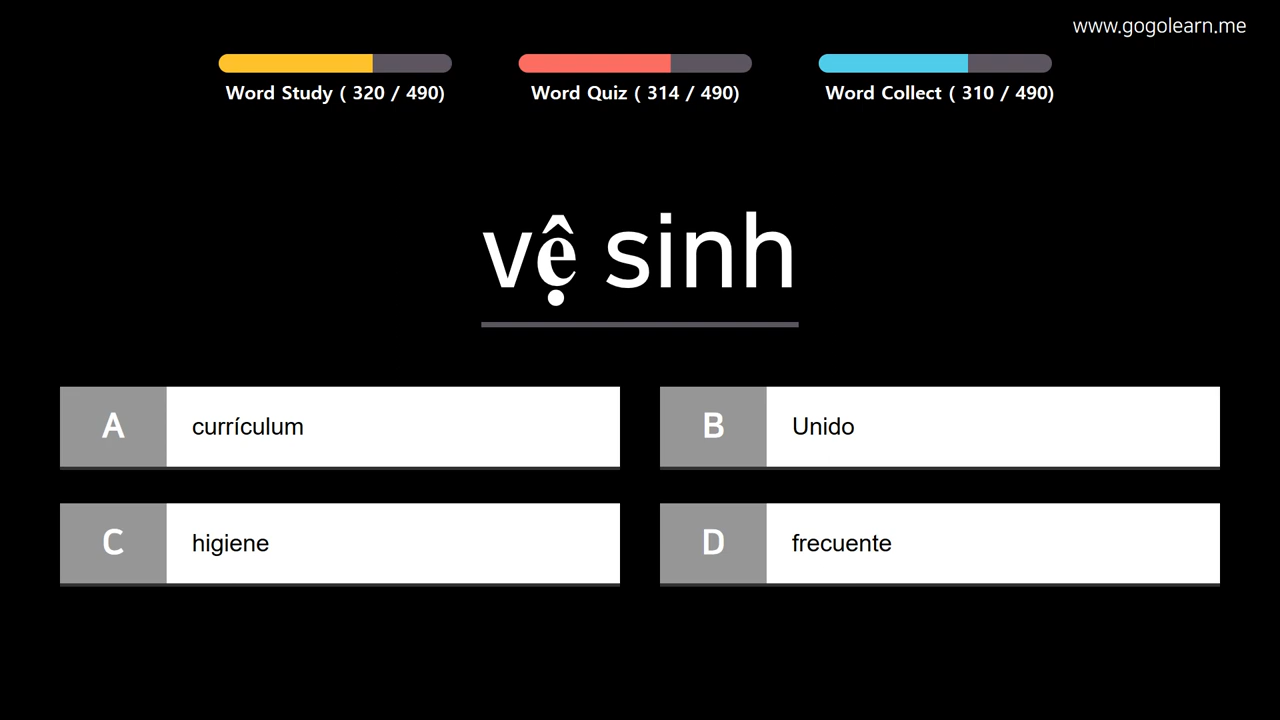 www.gogolearn.me
Word Study ( 320 / 490)
Word Quiz ( 314 / 490)
Word Collect ( 310 / 490)
vệ sinh
A currículum
B Unido
C higiene
D frecuente